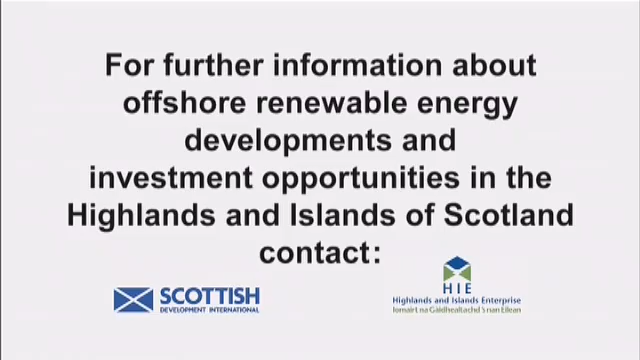 For further information about
offshore renewable energy
developments and
investment opportunities in the
Highlands and Islands of Scotland
contact:
SCOTTISH
DEVELOPMENT INTERNATIONAL
HIE
Highlands and Islands Enterprise
Iomairt na Gàidhealtachd 's nan Eilean